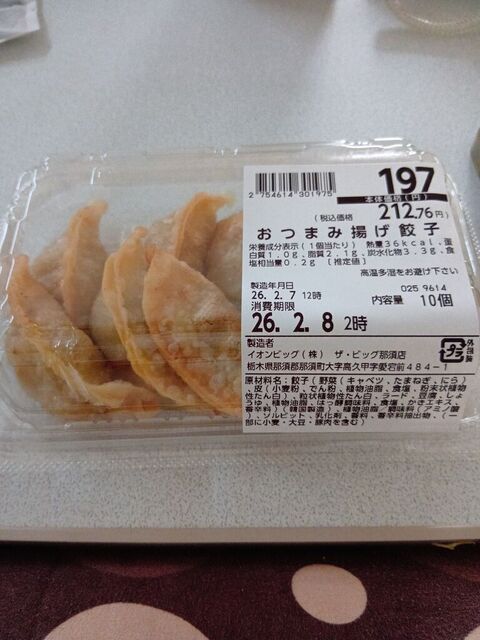 2 754614 301975
197
本体価格(円)
(税込価格 212.76円)
おつまみ揚げ餃子
栄養成分表示(1個当たり) 熱量36kcal、蛋
白質1.0g、脂質2.1g、炭水化物3.3g、食
塩相当量0.2g [推定値]
高温多湿をお避け下さい
製造年月日
025 9614
26.2.7 12時
内容量 10個
消費期限
26.2.8 2時
プラ
外装
製造者
イオンビッグ(株) ザ・ビッグ那須店
栃木県那須郡那須町大字高久甲字愛宕前484-1
原材料名:餃子(野菜(キャベツ、たまねぎ、にら)
、皮(小麦粉、でん粉、植物油脂、食塩、粉末状植物
性たん白)、粒状植物性たん白、ラード、豆腐、しょ
うゆ、植物油脂、はっ酵調味料、食塩、かきエキス、
香辛料)(韓国製造)、植物油脂/調味料(アミノ酸
)、ソルビット、乳化剤、香料、香辛料抽出物、(一
部に小麦・大豆・豚肉を含む)